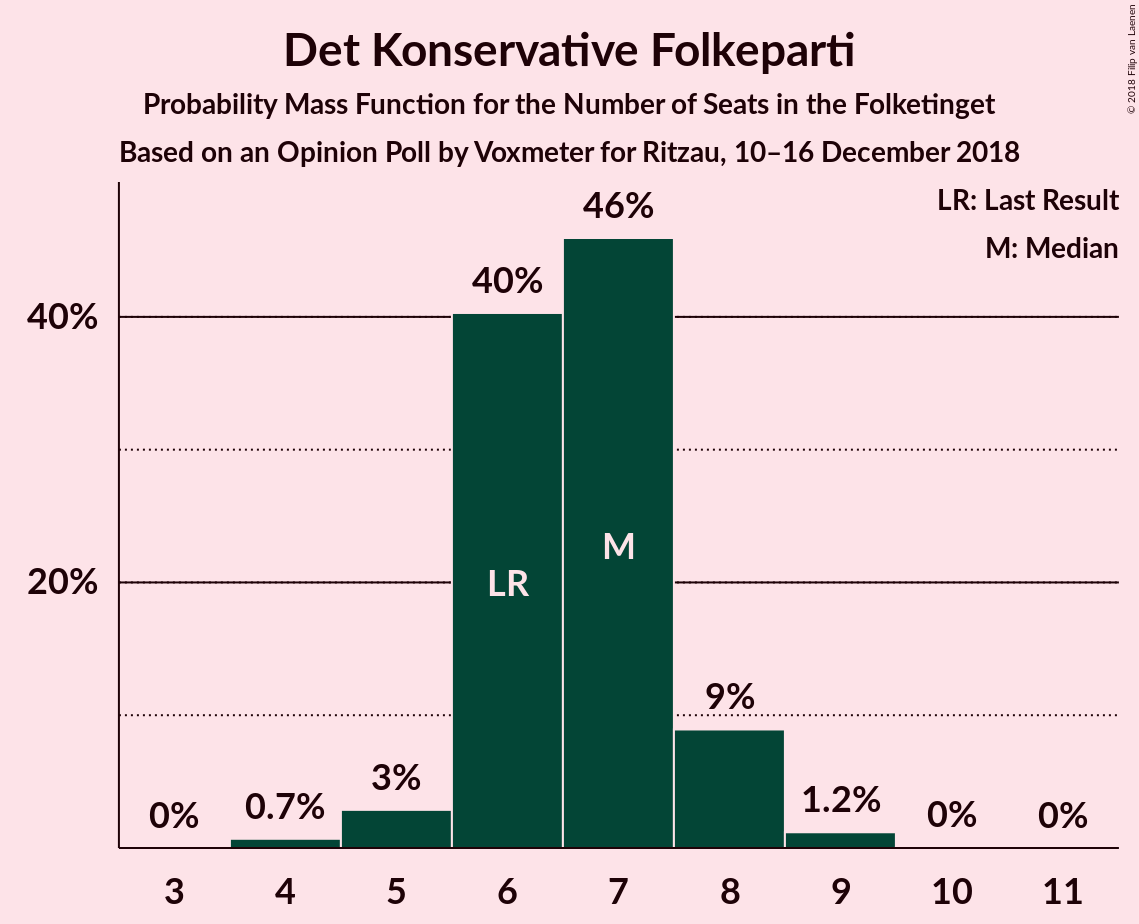 Det Konservative Folkeparti
Probability Mass Function for the Number of Seats in the Folketinget
Based on an Opinion Poll by Voxmeter for Ritzau, 10–16 December 2018
© 2018 Filip van Laenen
LR: Last Result
M: Median
46%
40%
40%
20%
LR
M
9%
3%
1.2%
0.7%
0%
0%
0%
3 4 5 6 7 8 9 10 11